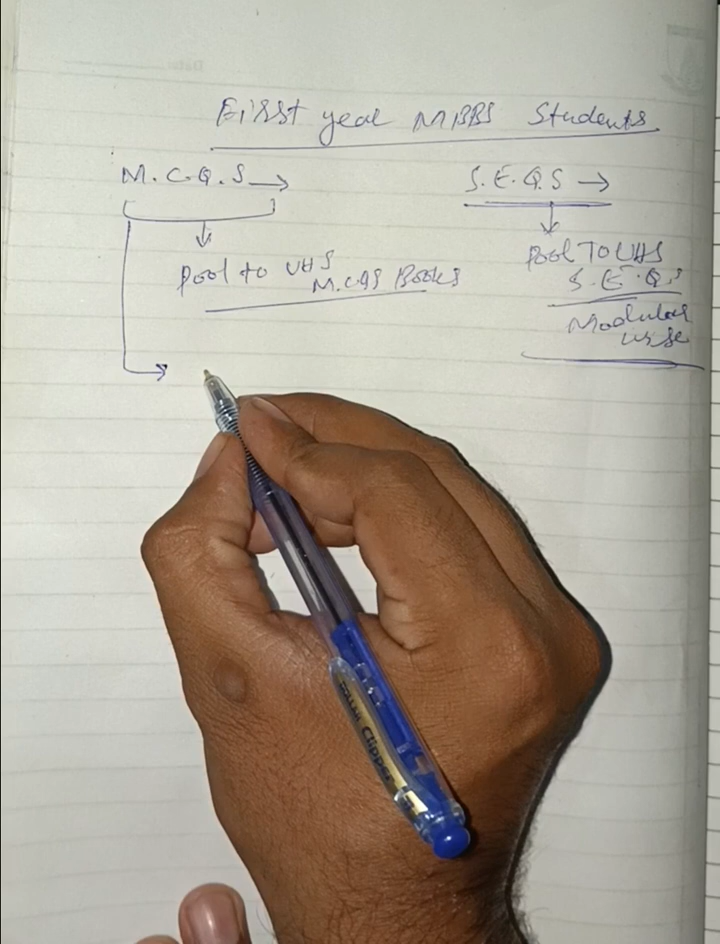 First year MBBS Students
M.C.Q.S →
S.E.Q.S →
Pool to UHS
M.CQS Books
Pool TO UHS
S.E.Q.S
Modular
wise
Clipper